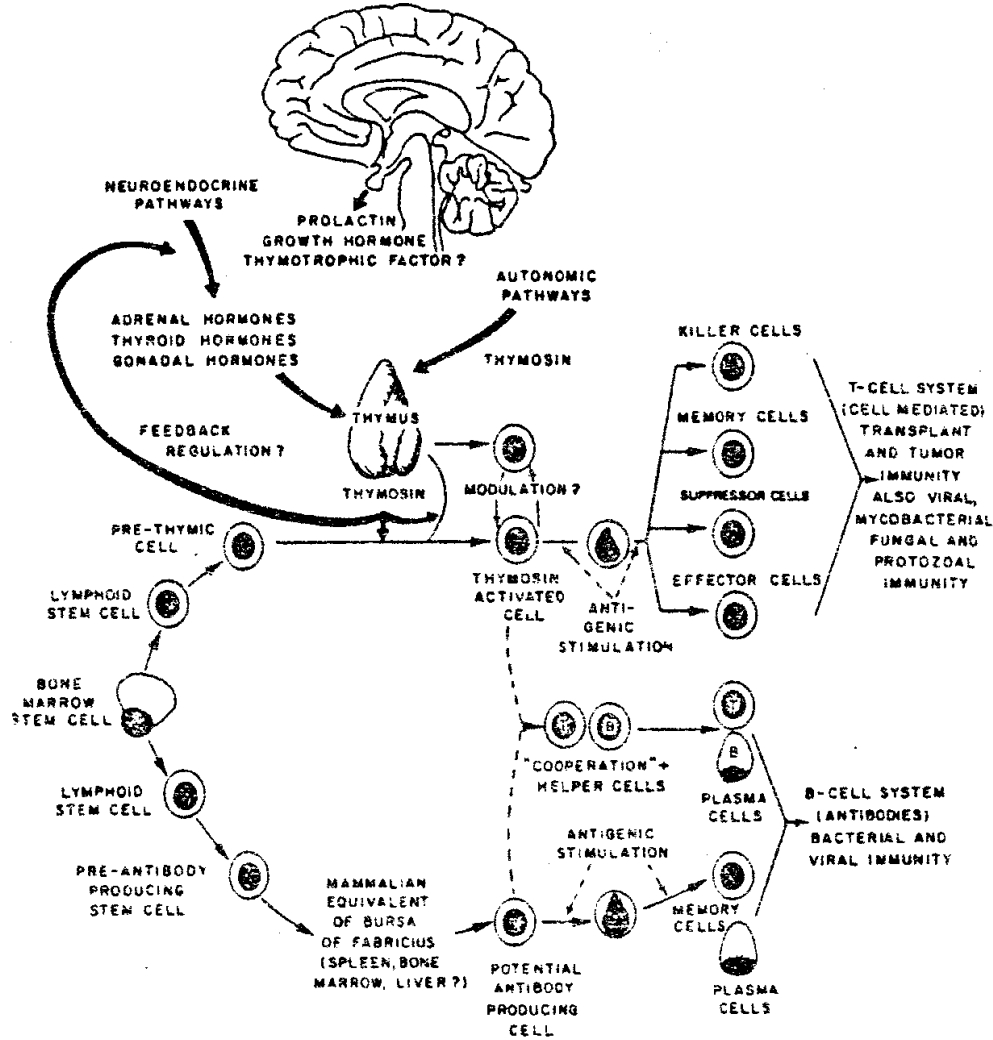 NEUROENDOCRINE
PATHWAYS
PROLACTIN
GROWTH HORMONE
THYMOTROPHIC FACTOR?
AUTONOMIC
PATHWAYS
ADRENAL HORMONES
THYROID HORMONES
GONADAL HORMONES
THYMOSIN
KILLER CELLS
THYMUS
FEEDBACK
REGULATION?
THYMOSIN
MODULATION?
MEMORY CELLS
SUPPRESSOR CELLS
EFFECTOR CELLS
T-CELL SYSTEM
(CELL MEDIATED)
TRANSPLANT
AND TUMOR
IMMUNITY
ALSO VIRAL,
MYCOBACTERIAL
FUNGAL AND
PROTOZOAL
IMMUNITY
PRE-THYMIC
CELL
THYMOSIN
ACTIVATED
CELL
ANTI-
GENIC
STIMULATION
LYMPHOID
STEM CELL
BONE
MARROW
STEM CELL
LYMPHOID
STEM CELL
PRE-ANTIBODY
PRODUCING
STEM CELL
MAMMALIAN
EQUIVALENT
OF BURSA
OF FABRICIUS
(SPLEEN, BONE
MARROW, LIVER?)
B
"COOPERATION"+
HELPER CELLS
T
B
PLASMA
CELLS
B-CELL SYSTEM
(ANTIBODIES)
BACTERIAL AND
VIRAL IMMUNITY
ANTIGENIC
STIMULATION
MEMORY
CELLS
POTENTIAL
ANTIBODY
PRODUCING
CELL
PLASMA
CELLS